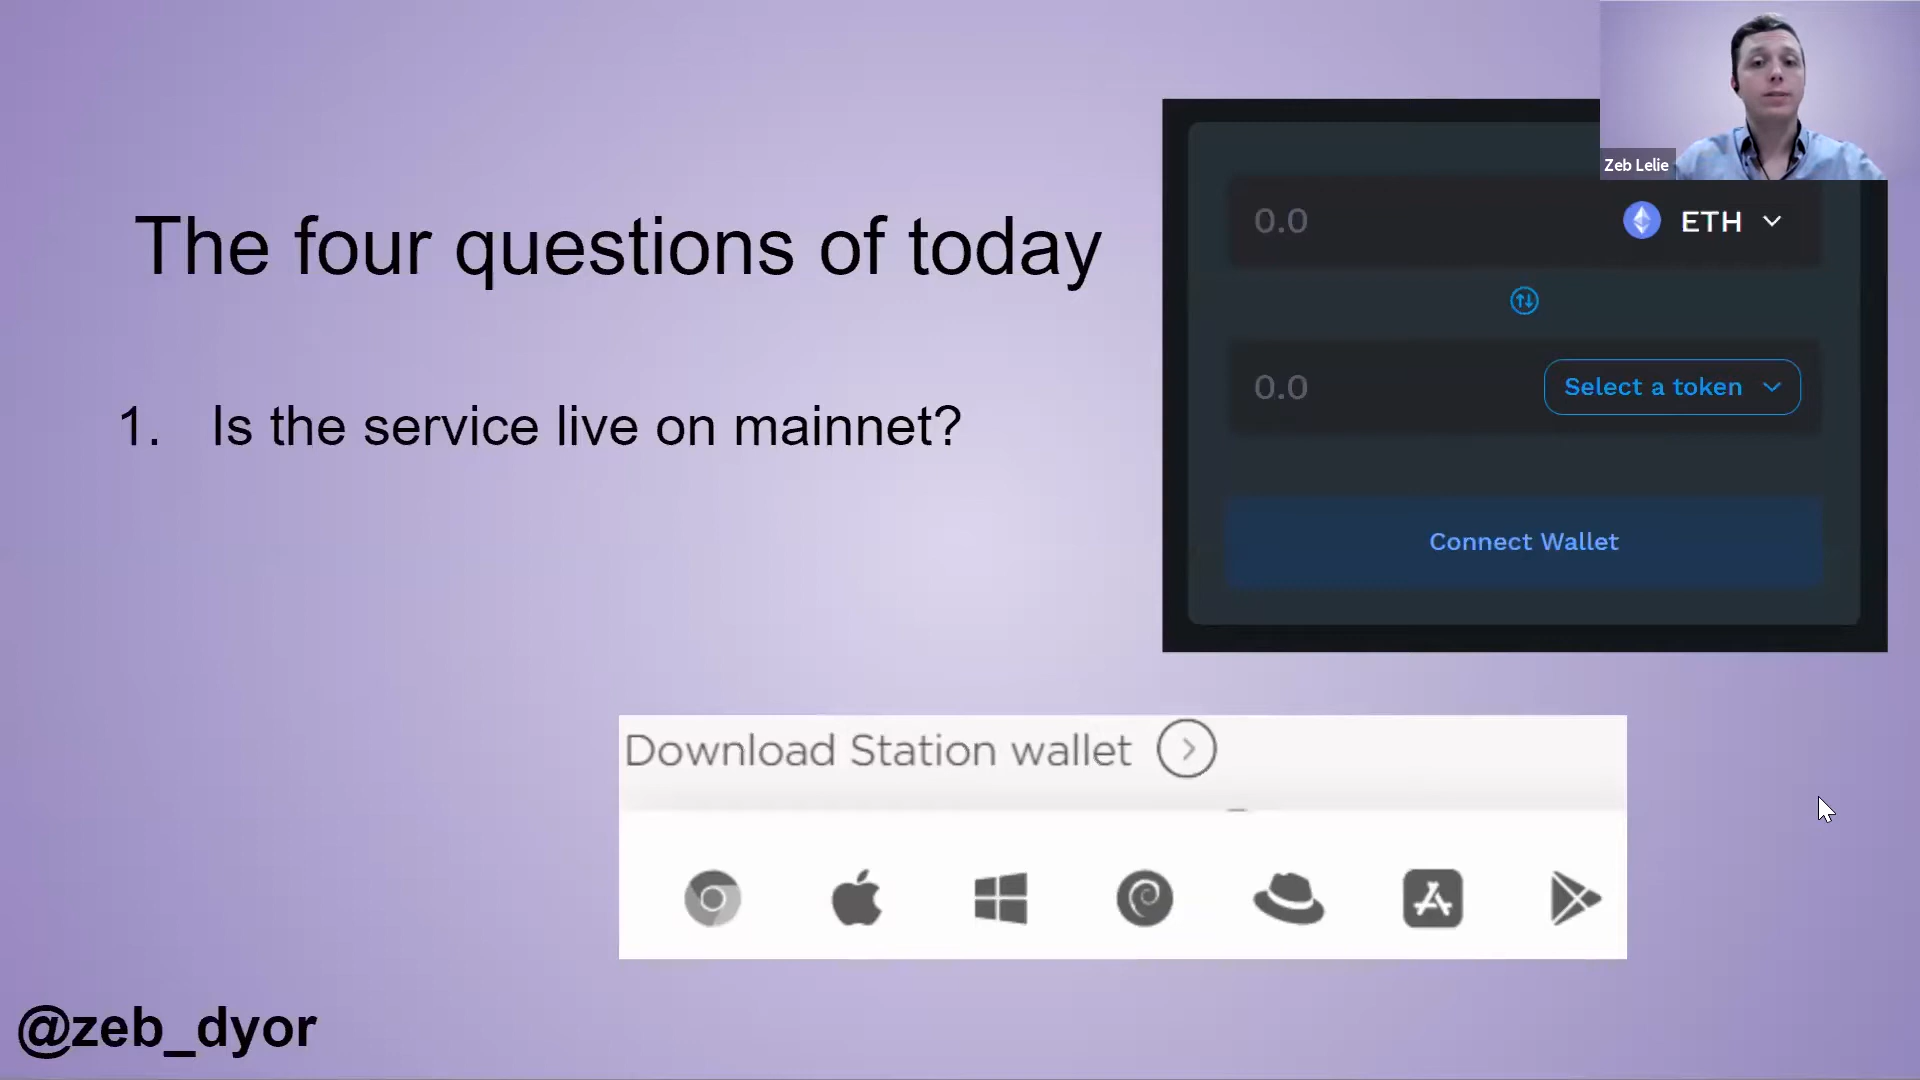 Zeb Lelie
The four questions of today
1. Is the service live on mainnet?
0.0
ETH
0.0
Select a token
Connect Wallet
Download Station wallet
@zeb_dyor